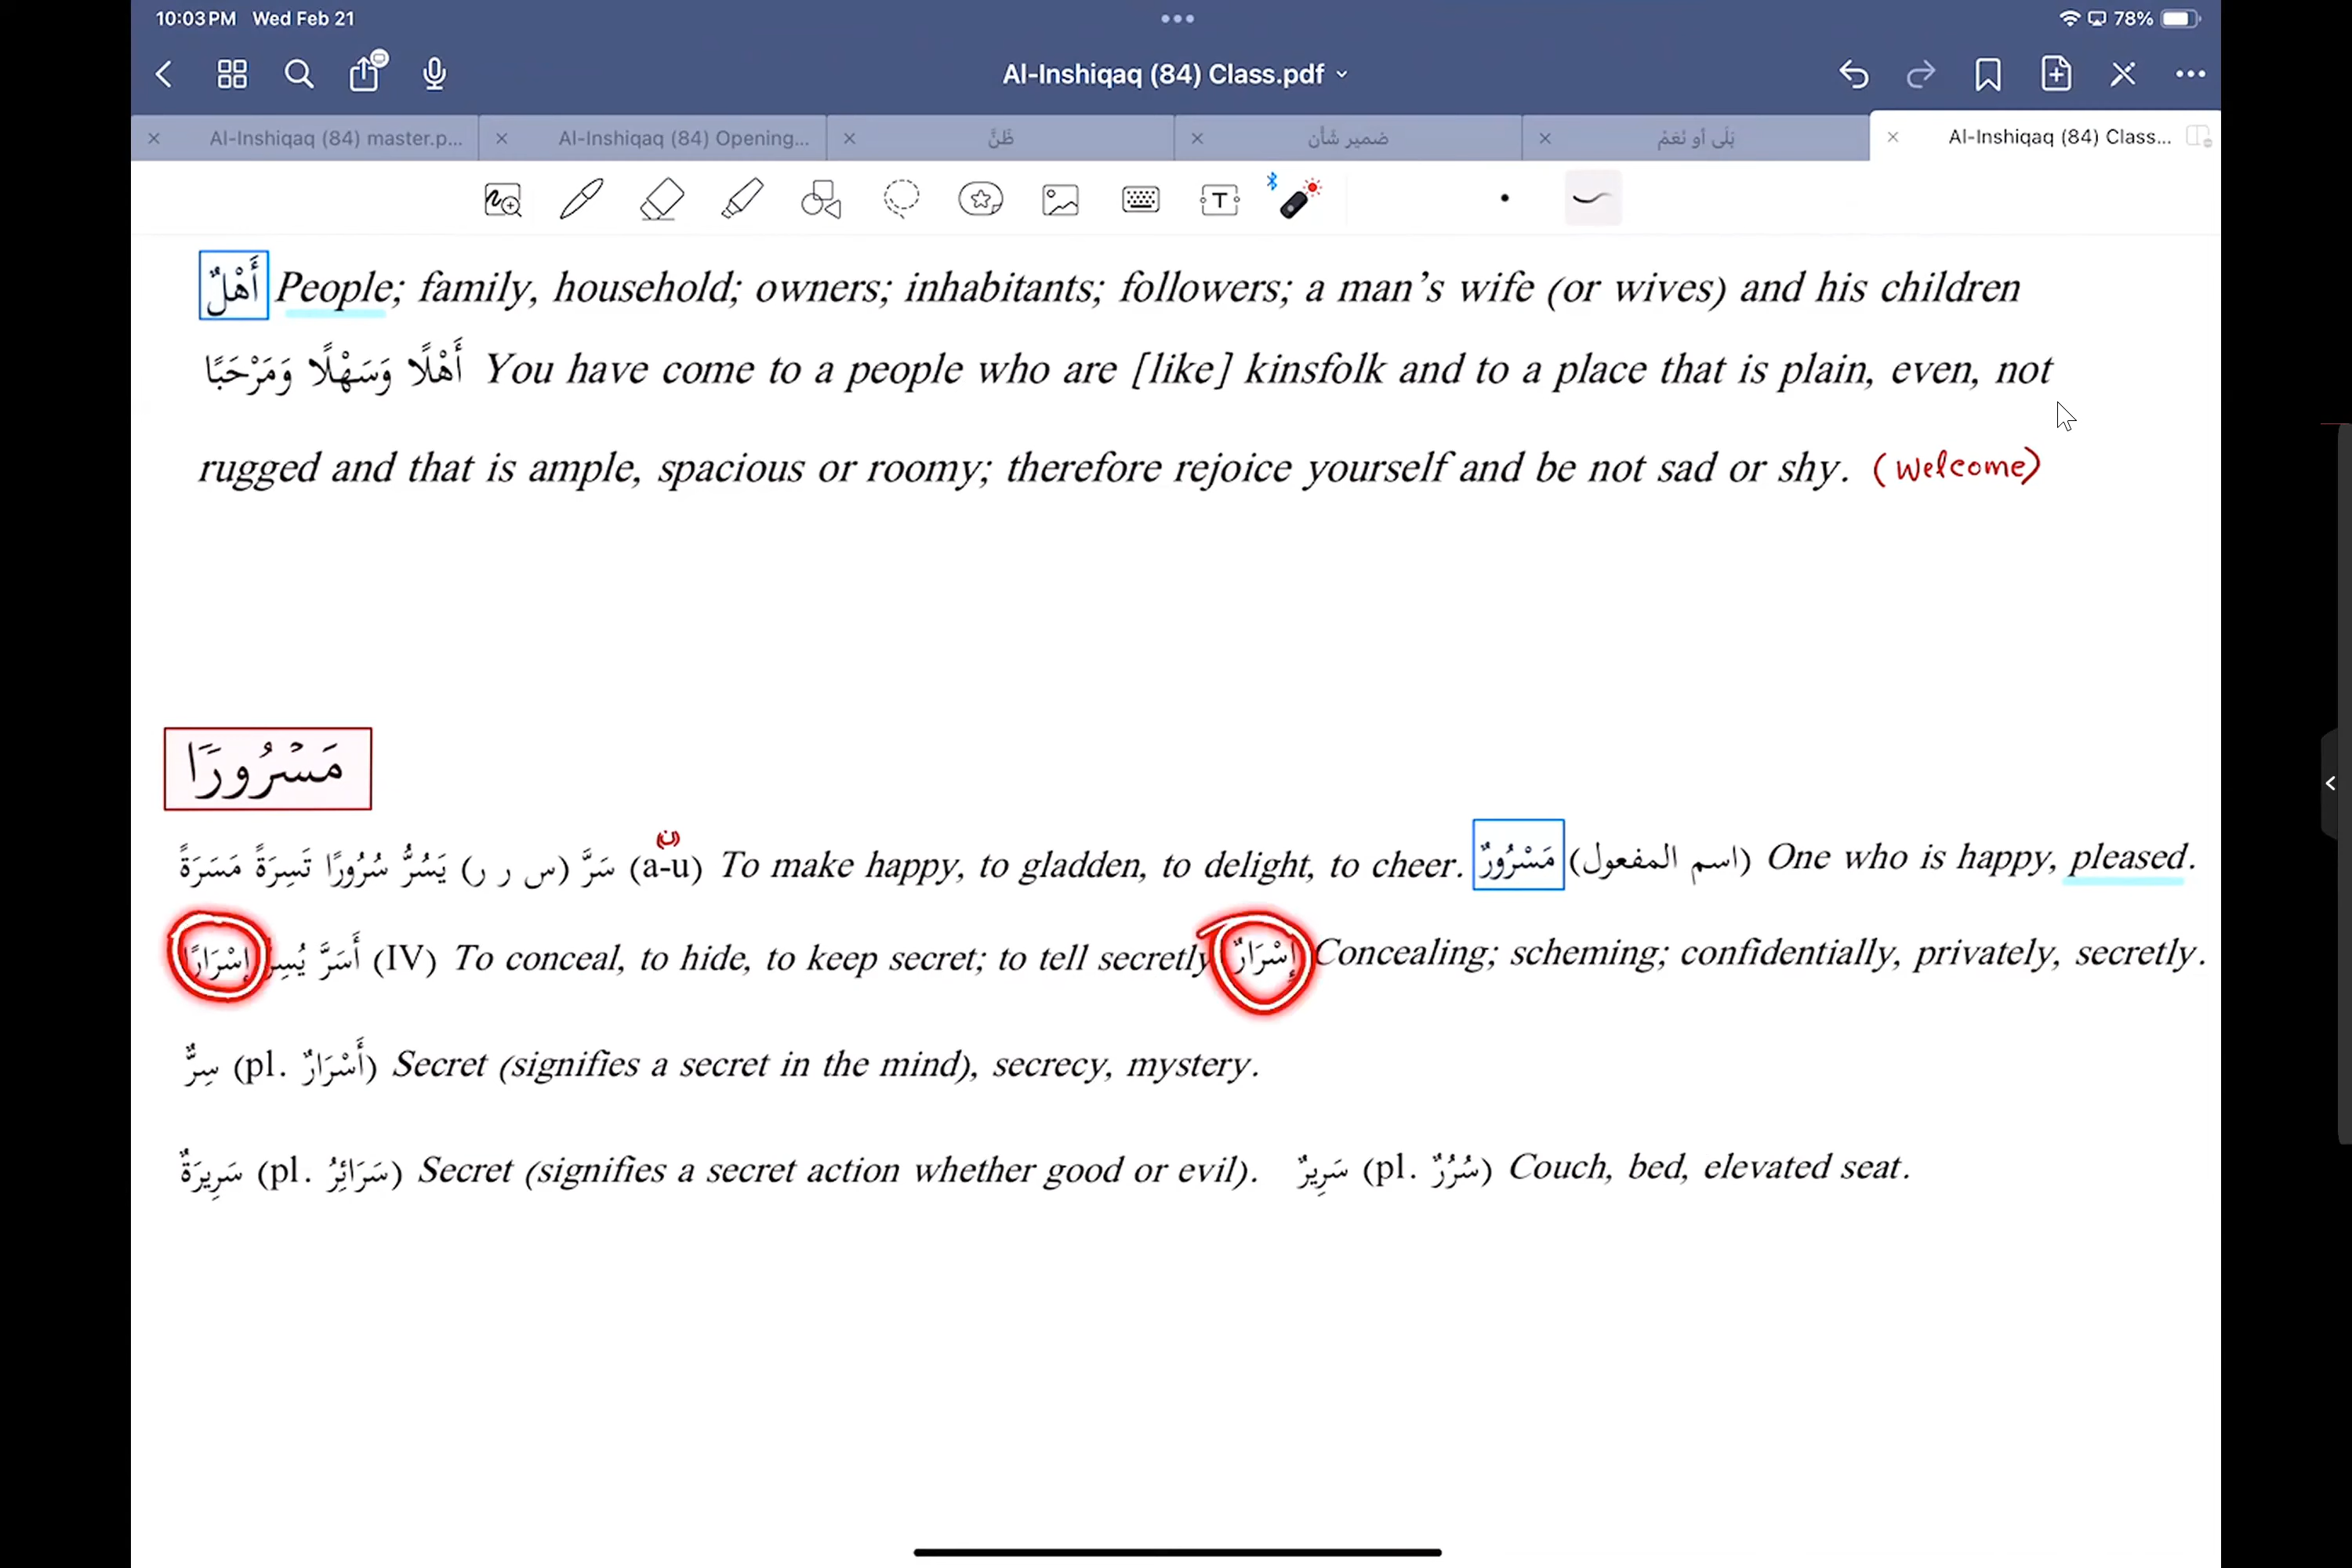 10:03 PM Wed Feb 21 78%
Al-Inshiqaq (84) Class.pdf
Al-Inshiqaq (84) master.p... Al-Inshiqaq (84) Opening... ظَنَّ ضمير شَأن بَلَى أو نَعَمْ Al-Inshiqaq (84) Class...
أَهْلٌ People; family, household; owners; inhabitants; followers; a man’s wife (or wives) and his children
أَهْلًا وَسَهْلًا وَمَرْحَبًا You have come to a people who are [like] kinsfolk and to a place that is plain, even, not
rugged and that is ample, spacious or roomy; therefore rejoice yourself and be not sad or shy. (Welcome)
مَسْرُورًا
(ن)
سَرَّ (س ر ر) يَسُرُّ سُرُورًا تَسِرَةً مَسَرَةً (a-u) To make happy, to gladden, to delight, to cheer. مَسْرُورٌ (اسم المفعول) One who is happy, pleased.
أَسَرَّ يُسِرُ إِسْرَارًا (IV) To conceal, to hide, to keep secret; to tell secretly إِسْرَارٌ Concealing; scheming; confidentially, privately, secretly.
سِرٌّ (pl. أَسْرَارٌ) Secret (signifies a secret in the mind), secrecy, mystery.
سَرِيرَةٌ (pl. سَرَائِرُ) Secret (signifies a secret action whether good or evil). سَرِيرٌ (pl. سُرُرٌ) Couch, bed, elevated seat.